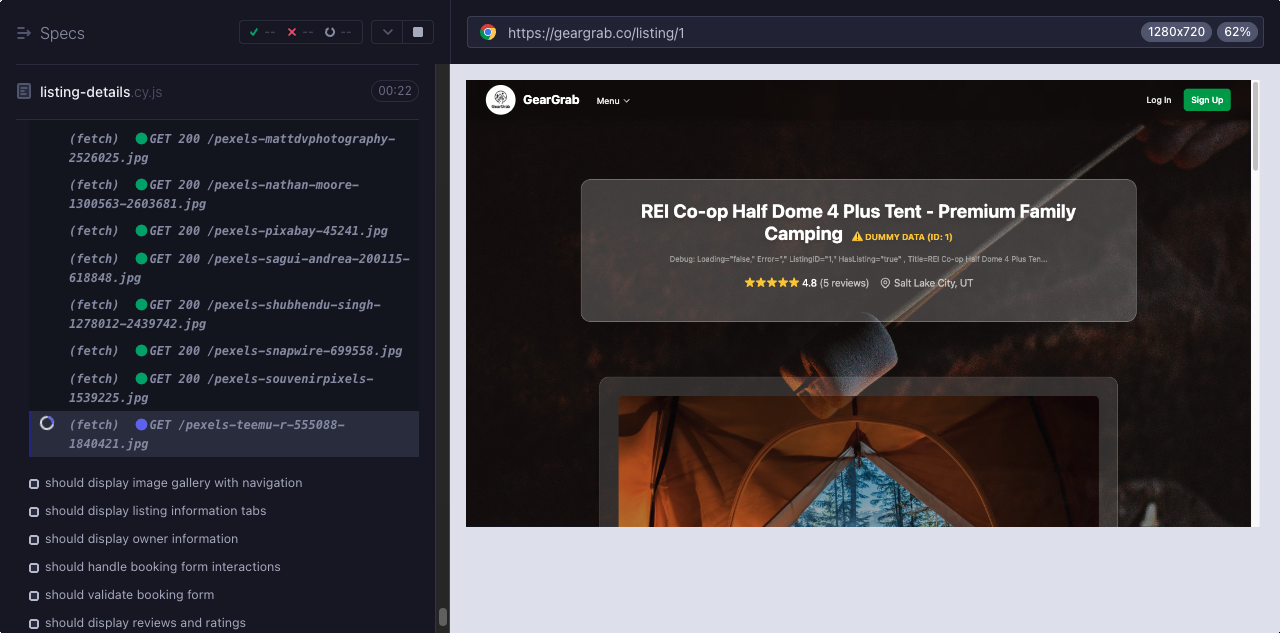 Specs
--
--
--
https://geargrab.co/listing/1
1280x720
62%
listing-details.cy.js
00:22
(fetch) GET 200 /pexels-mattdvphotography-
2526025.jpg
(fetch) GET 200 /pexels-nathan-moore-
1300563-2603681.jpg
(fetch) GET 200 /pexels-pixabay-45241.jpg
(fetch) GET 200 /pexels-sagui-andrea-200115-
618848.jpg
(fetch) GET 200 /pexels-shubhendu-singh-
1278012-2439742.jpg
(fetch) GET 200 /pexels-snapwire-699558.jpg
(fetch) GET 200 /pexels-souvenirpixels-
1539225.jpg
(fetch) GET /pexels-teemu-r-555088-
1840421.jpg
should display image gallery with navigation
should display listing information tabs
should display owner information
should handle booking form interactions
should validate booking form
should display reviews and ratings
GearGrab
GearGrab
Menu
Log In
Sign Up
REI Co-op Half Dome 4 Plus Tent - Premium Family
Camping DUMMY DATA (ID: 1)
Debug: Loading="false," Error="," ListingID="1," HasListing="true" , Title=REI Co-op Half Dome 4 Plus Ten...
4.8 (5 reviews) Salt Lake City, UT